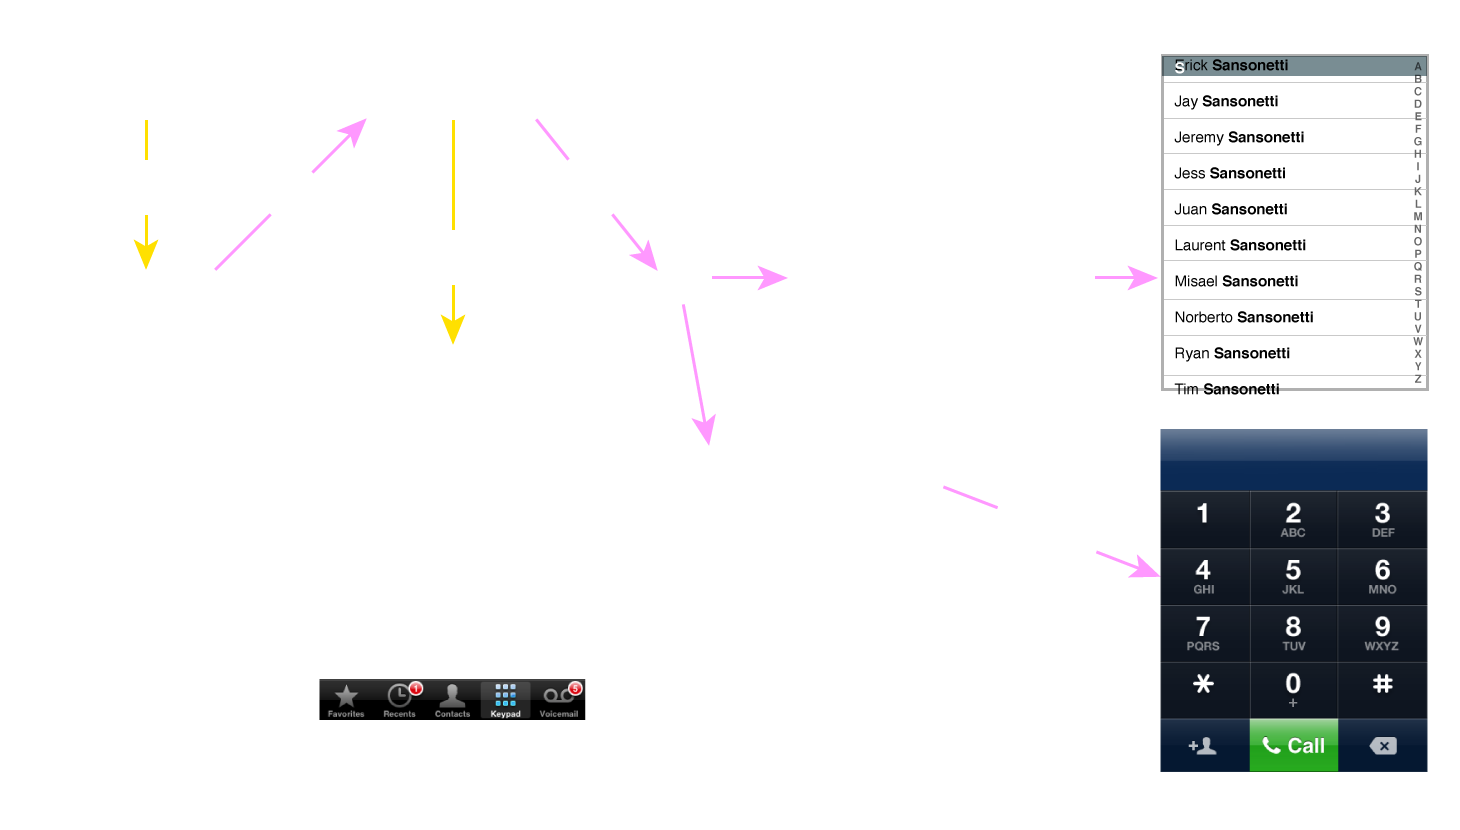 S
Erick Sansonetti
Jay Sansonetti
Jeremy Sansonetti
Jess Sansonetti
Juan Sansonetti
Laurent Sansonetti
Misael Sansonetti
Norberto Sansonetti
Ryan Sansonetti
Tim Sansonetti
A
B
C
D
E
F
G
H
I
J
K
L
M
N
O
P
Q
R
S
T
U
V
W
X
Y
Z
1 2 3
ABC DEF
4 5 6
GHI JKL MNO
7 8 9
PQRS TUV WXYZ
* 0 #
+
+ Call
1 5
Favorites Recents Contacts Keypad Voicemail